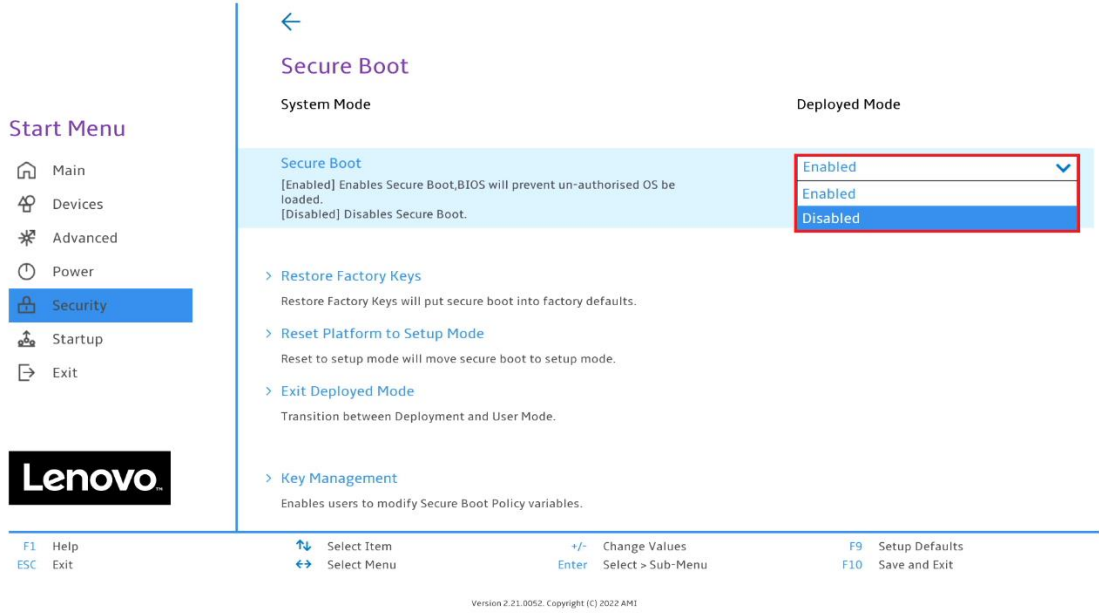 Secure Boot
System Mode Deployed Mode
Start Menu
Main
Devices
Advanced
Power
Security
Startup
Exit
Secure Boot
[Enabled] Enables Secure Boot,BIOS will prevent un-authorised OS be
loaded.
[Disabled] Disables Secure Boot.
Enabled
Enabled
Disabled
> Restore Factory Keys
Restore Factory Keys will put secure boot into factory defaults.
> Reset Platform to Setup Mode
Reset to setup mode will move secure boot to setup mode.
> Exit Deployed Mode
Transition between Deployment and User Mode.
> Key Management
Enables users to modify Secure Boot Policy variables.
Lenovo
F1 Help Select Item +/- Change Values F9 Setup Defaults
ESC Exit Select Menu Enter Select > Sub-Menu F10 Save and Exit
Version 2.21.0052. Copyright (C) 2022 AMI